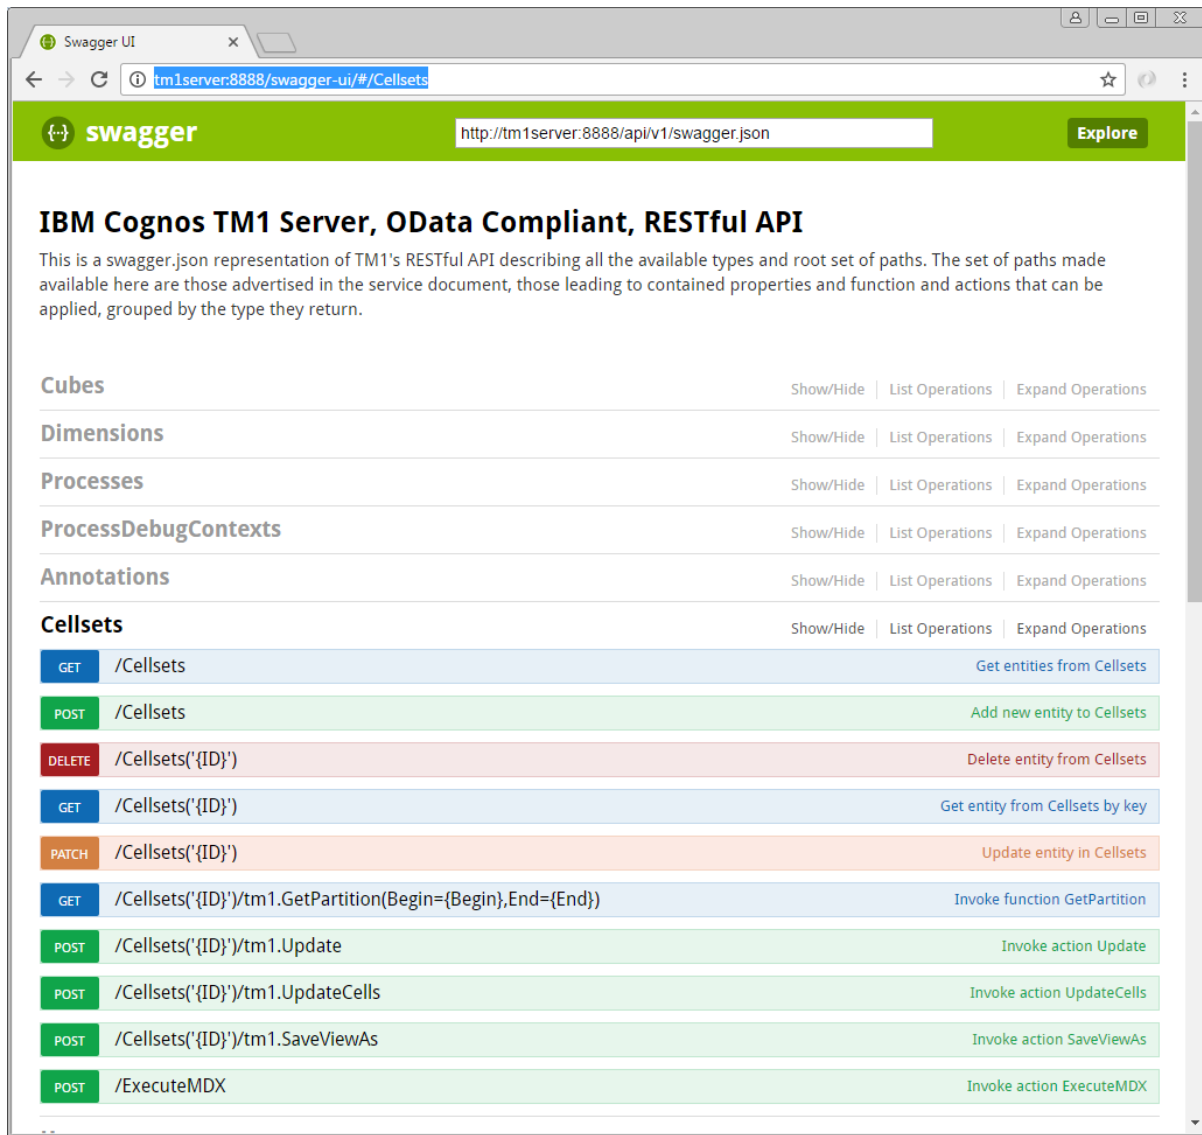 Swagger UI
tm1server:8888/swagger-ui/#/Cellsets
{··} swagger
http://tm1server:8888/api/v1/swagger.json
Explore
IBM Cognos TM1 Server, OData Compliant, RESTful API
This is a swagger.json representation of TM1's RESTful API describing all the available types and root set of paths. The set of paths made
available here are those advertised in the service document, those leading to contained properties and function and actions that can be
applied, grouped by the type they return.
Cubes Show/Hide List Operations Expand Operations
Dimensions Show/Hide List Operations Expand Operations
Processes Show/Hide List Operations Expand Operations
ProcessDebugContexts Show/Hide List Operations Expand Operations
Annotations Show/Hide List Operations Expand Operations
Cellsets Show/Hide List Operations Expand Operations
GET /Cellsets Get entities from Cellsets
POST /Cellsets Add new entity to Cellsets
DELETE /Cellsets('{ID}') Delete entity from Cellsets
GET /Cellsets('{ID}') Get entity from Cellsets by key
PATCH /Cellsets('{ID}') Update entity in Cellsets
GET /Cellsets('{ID}')/tm1.GetPartition(Begin={Begin},End={End}) Invoke function GetPartition
POST /Cellsets('{ID}')/tm1.Update Invoke action Update
POST /Cellsets('{ID}')/tm1.UpdateCells Invoke action UpdateCells
POST /Cellsets('{ID}')/tm1.SaveViewAs Invoke action SaveViewAs
POST /ExecuteMDX Invoke action ExecuteMDX